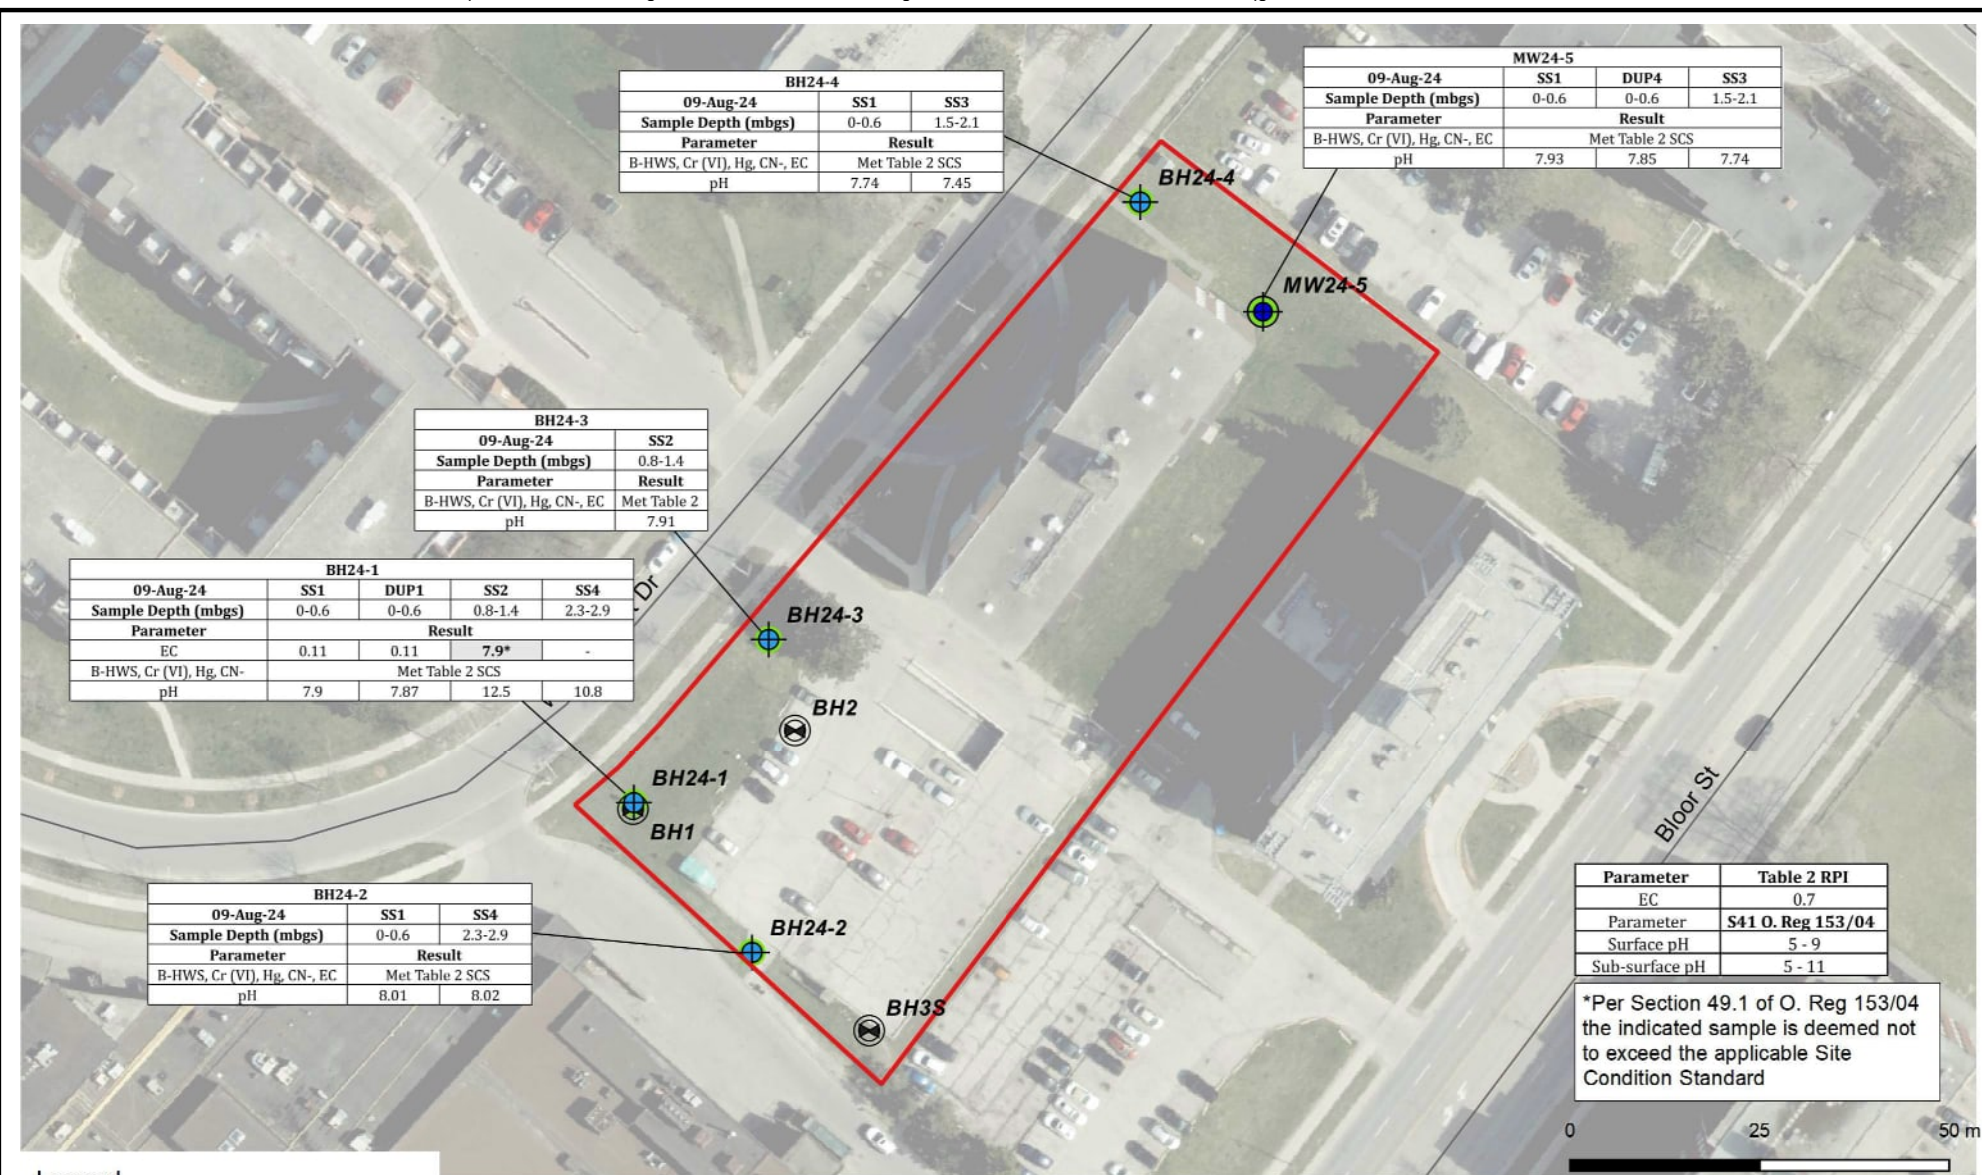 BH24-4
09-Aug-24 SS1 SS3
Sample Depth (mbgs) 0-0.6 1.5-2.1
Parameter Result
B-HWS, Cr (VI), Hg, CN-, EC Met Table 2 SCS
pH 7.74 7.45
MW24-5
09-Aug-24 SS1 DUP4 SS3
Sample Depth (mbgs) 0-0.6 0-0.6 1.5-2.1
Parameter Result
B-HWS, Cr (VI), Hg, CN-, EC Met Table 2 SCS
pH 7.93 7.85 7.74
BH24-4
MW24-5
BH24-3
09-Aug-24 SS2
Sample Depth (mbgs) 0.8-1.4
Parameter Result
B-HWS, Cr (VI), Hg, CN-, EC Met Table 2
pH 7.91
BH24-1
09-Aug-24 SS1 DUP1 SS2 SS4
Sample Depth (mbgs) 0-0.6 0-0.6 0.8-1.4 2.3-2.9
Parameter Result
EC 0.11 0.11 7.9* -
B-HWS, Cr (VI), Hg, CN- Met Table 2 SCS
pH 7.9 7.87 12.5 10.8
Dr
BH24-3
BH2
BH24-1
BH1
BH24-2
09-Aug-24 SS1 SS4
Sample Depth (mbgs) 0-0.6 2.3-2.9
Parameter Result
B-HWS, Cr (VI), Hg, CN-, EC Met Table 2 SCS
pH 8.01 8.02
BH24-2
BH3S
Bloor St
Parameter Table 2 RPI
EC 0.7
Parameter S41 O. Reg 153/04
Surface pH 5 - 9
Sub-surface pH 5 - 11
*Per Section 49.1 of O. Reg 153/04
the indicated sample is deemed not
to exceed the applicable Site
Condition Standard
0 25 50 m